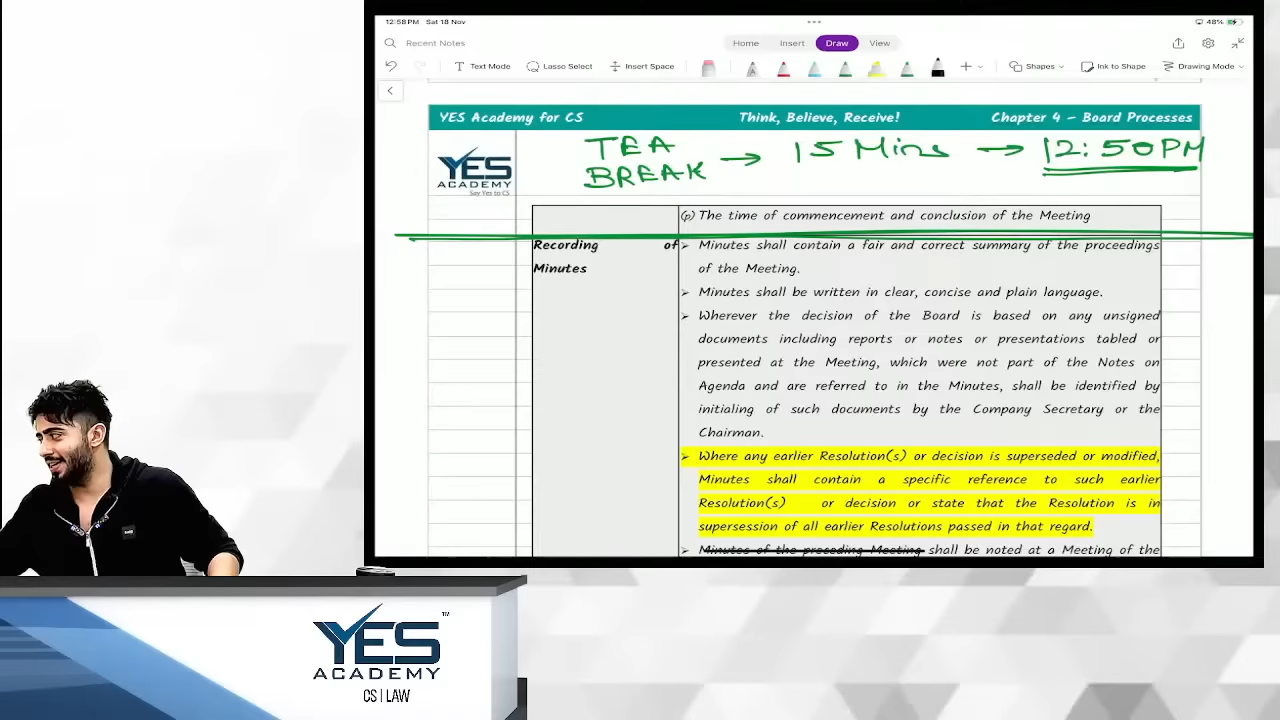 12:58 PM Sat 18 Nov
48%
Recent Notes
Home Insert Draw View
Text Mode Lasso Select Insert Space Shapes Ink to Shape Drawing Mode
YES Academy for CS Think, Believe, Receive! Chapter 4 – Board Processes
TEA BREAK → 15 Mins → 12:50PM
YES
ACADEMY
Say Yes to CS
(p) The time of commencement and conclusion of the Meeting
Recording of Minutes
➢ Minutes shall contain a fair and correct summary of the proceedings
of the Meeting.
➢ Minutes shall be written in clear, concise and plain language.
➢ Wherever the decision of the Board is based on any unsigned
documents including reports or notes or presentations tabled or
presented at the Meeting, which were not part of the Notes on
Agenda and are referred to in the Minutes, shall be identified by
initialing of such documents by the Company Secretary or the
Chairman.
➢ Where any earlier Resolution(s) or decision is superseded or modified,
Minutes shall contain a specific reference to such earlier
Resolution(s) or decision or state that the Resolution is in
supersession of all earlier Resolutions passed in that regard.
➢ Minutes of the preceding Meeting shall be noted at a Meeting of the
YES™
ACADEMY
CS | LAW